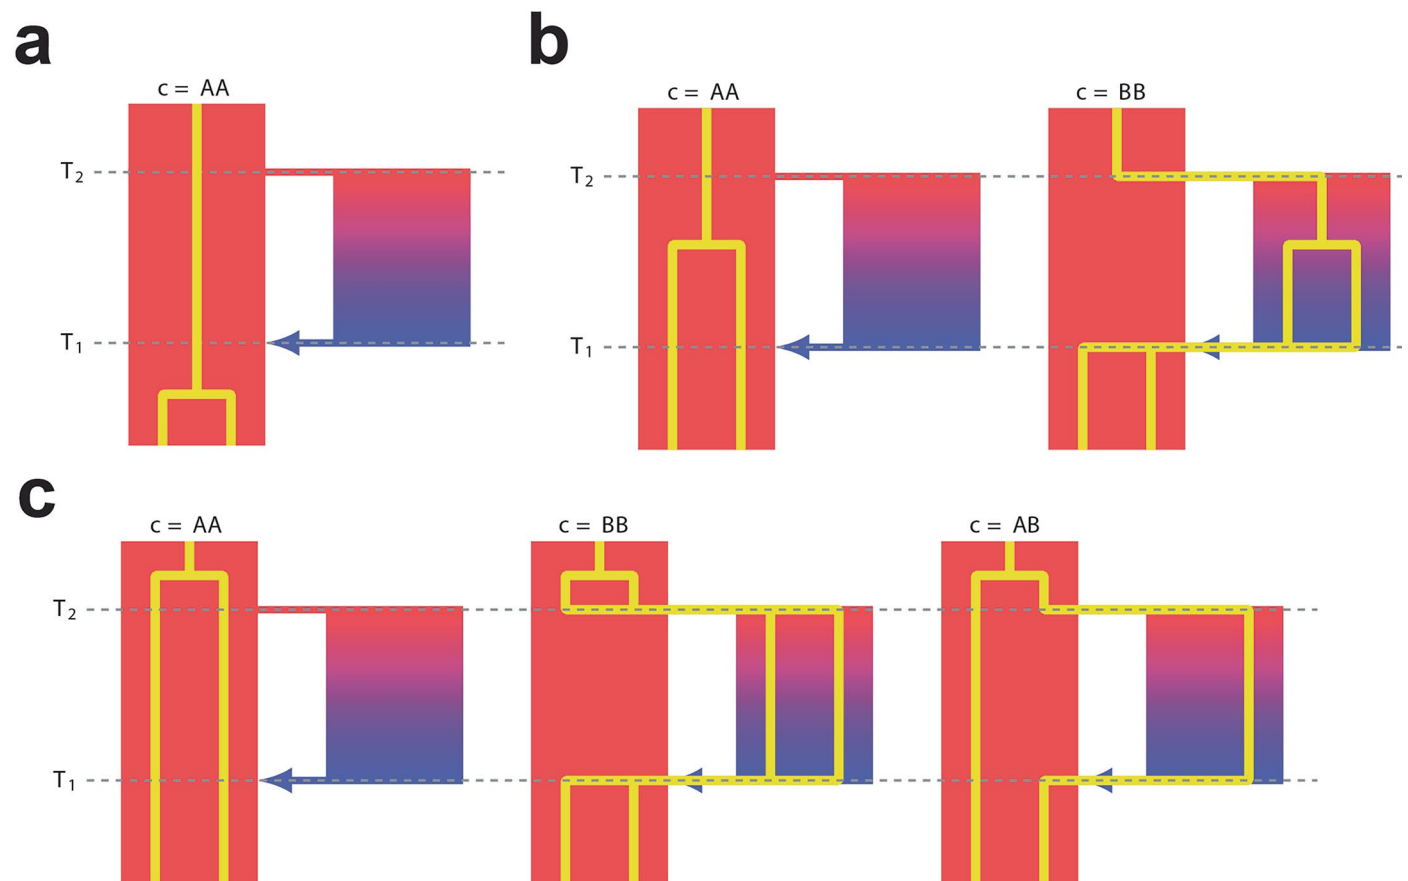 a
b
c = AA
c = AA
c = BB
T2
T2
T1
T1
c
c = AA
c = BB
c = AB
T2
T1